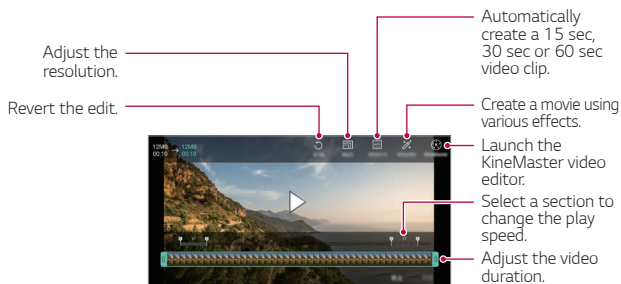 Automatically
create a 15 sec,
30 sec or 60 sec
video clip.
Adjust the
resolution.
Revert the edit.
Create a movie using
various effects.
Launch the
KineMaster video
editor.
Select a section to
change the play
speed.
Adjust the video
duration.
12MB 12MB
00:10 00:10